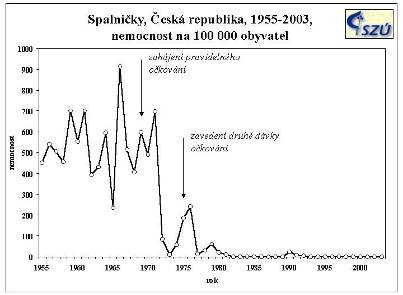 Spalničky, Česká republika, 1955-2003,
nemocnost na 100 000 obyvatel
SZÚ
zahájení pravidelného
očkování
zavedení druhé dávky
očkování
nemocnost
1000
900
800
700
600
500
400
300
200
100
0
1955 1960 1965 1970 1975 1980 1985 1990 1995 2000
rok